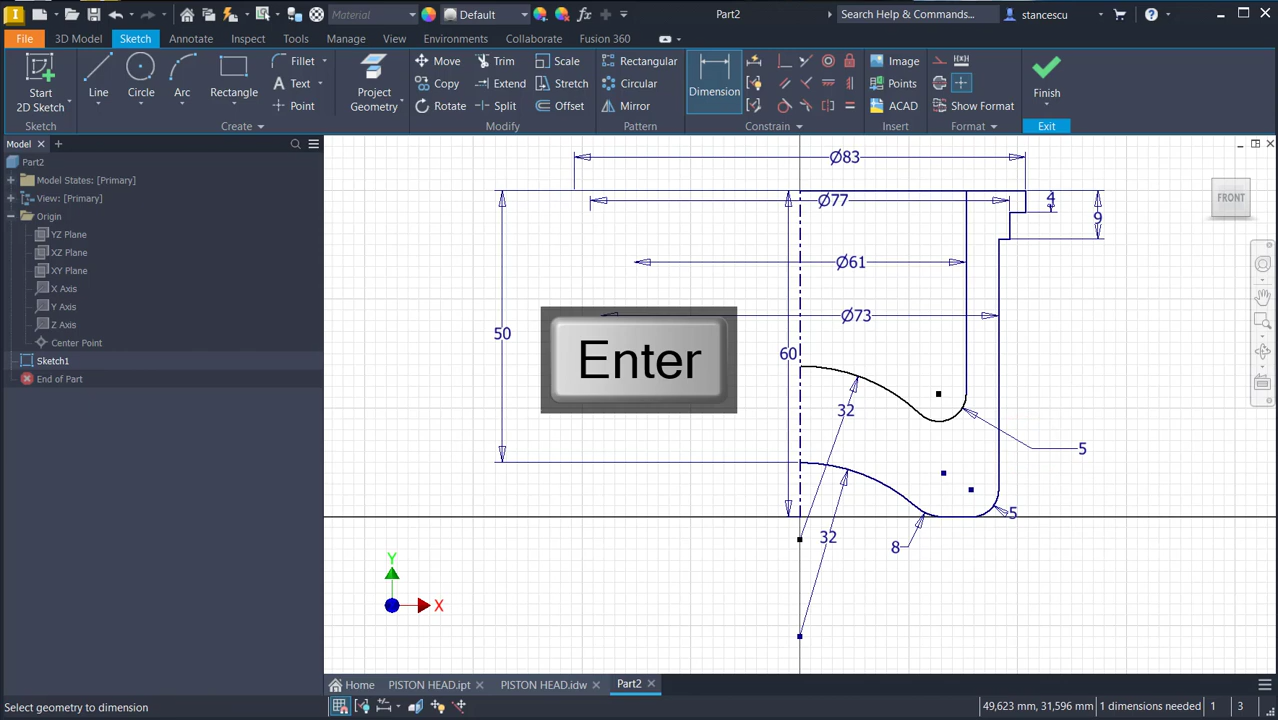 Material
Default
Part2
Search Help & Commands...
stancescu
File
3D Model
Sketch
Annotate
Inspect
Tools
Manage
View
Environments
Collaborate
Fusion 360
Start
2D Sketch
Line
Circle
Arc
Rectangle
Fillet
Text
Point
Project
Geometry
Move
Copy
Rotate
Trim
Extend
Split
Scale
Stretch
Offset
Rectangular
Circular
Mirror
Dimension
Image
Points
ACAD
Show Format
Finish
Sketch
Create
Modify
Pattern
Constrain
Insert
Format
Exit
Model
Part2
Model States: [Primary]
View: [Primary]
Origin
YZ Plane
XZ Plane
XY Plane
X Axis
Y Axis
Z Axis
Center Point
Sketch1
End of Part
Ø83
Ø77
4
9
Ø61
Ø73
50
60
32
5
32
8
5
Enter
FRONT
Y
X
Home
PISTON HEAD.ipt
PISTON HEAD.idw
Part2
Select geometry to dimension
49,623 mm, 31,596 mm
1 dimensions needed
1
3